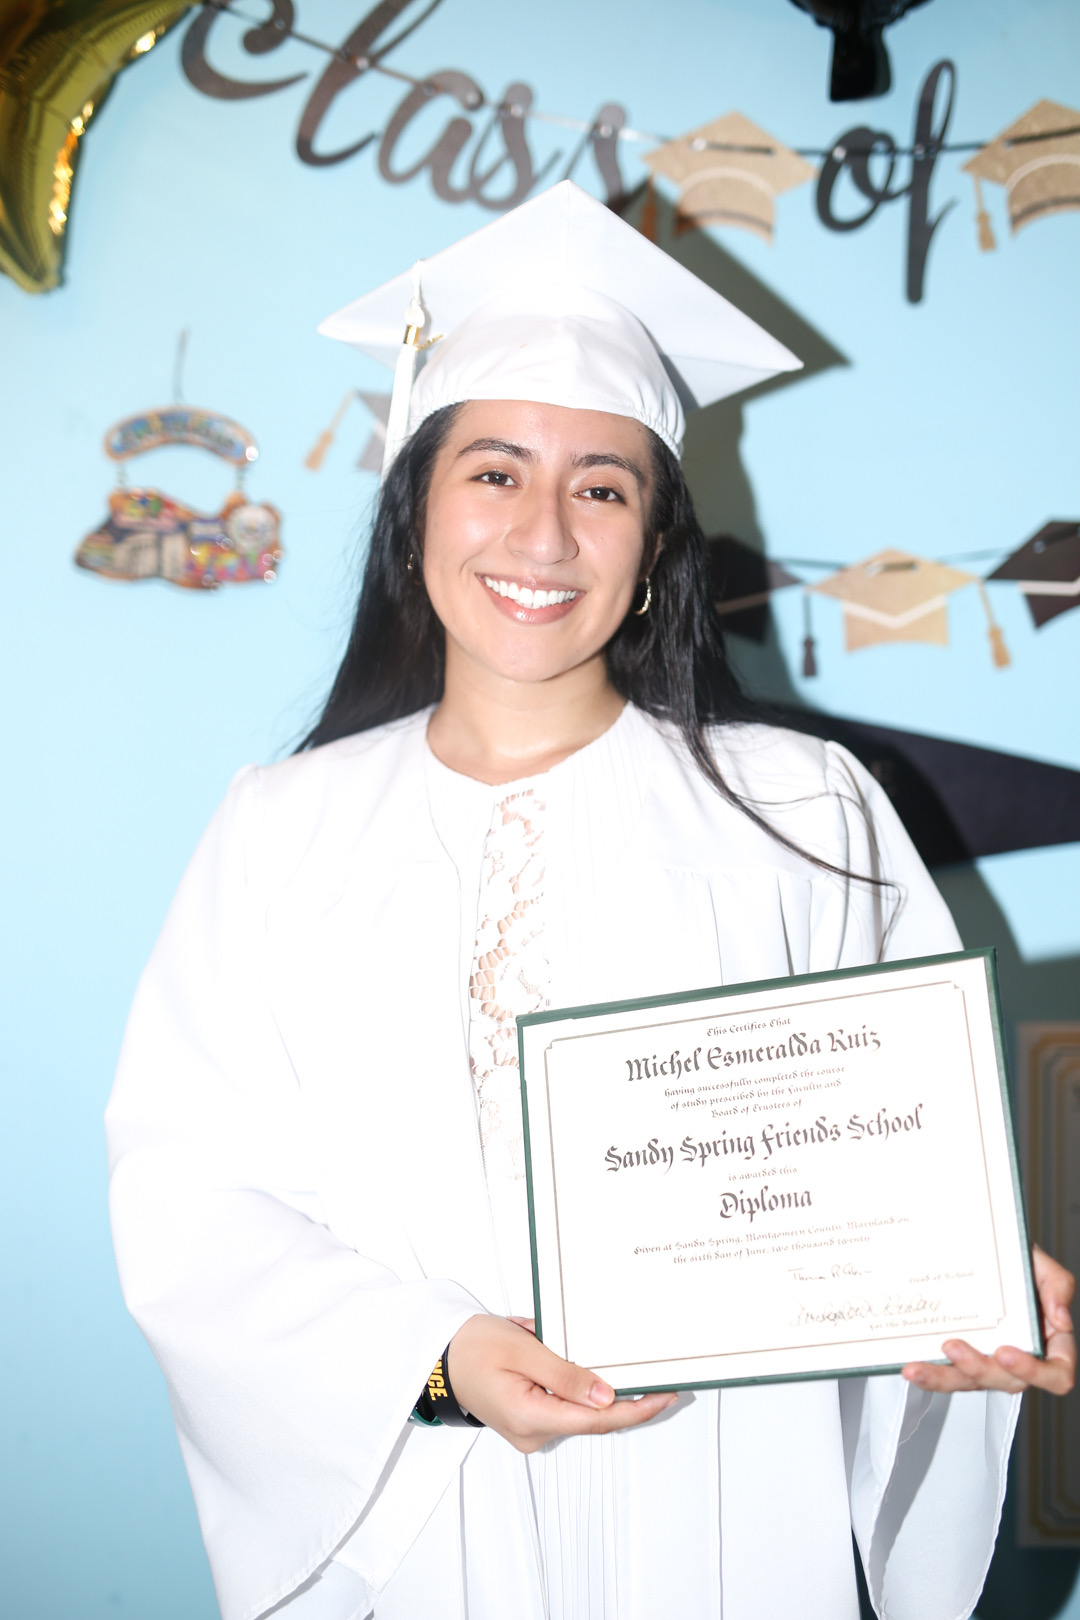 Class of
This Certifies That
Michel Esmeralda Ruiz
having successfully completed the course
of study prescribed by the Faculty and
Board of Trustees of
Sandy Spring Friends School
is awarded this
Diploma
Given at Sandy Spring, Montgomery County, Maryland on
the sixth day of June, two thousand twenty
Head of School
For the Board of Trustees
NCE